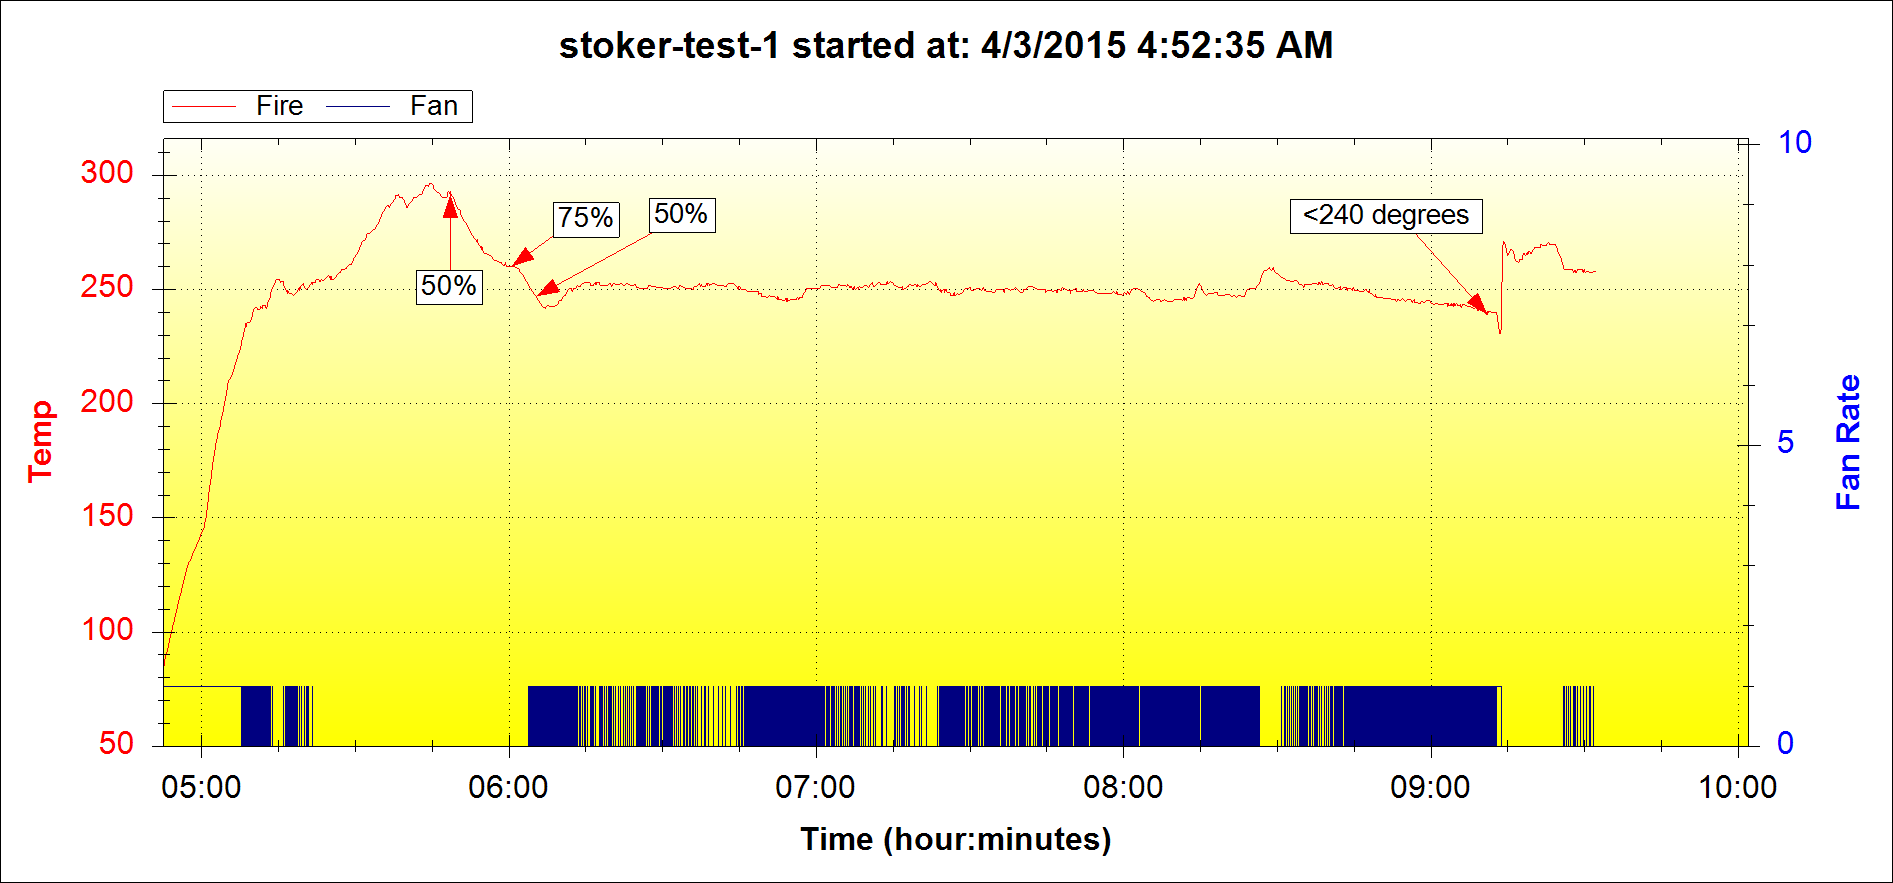 stoker-test-1 started at: 4/3/2015 4:52:35 AM
Fire Fan
300
250
200
150
100
50
Temp
75%
50%
50%
<240 degrees
10
5
0
Fan Rate
05:00 06:00 07:00 08:00 09:00 10:00
Time (hour:minutes)